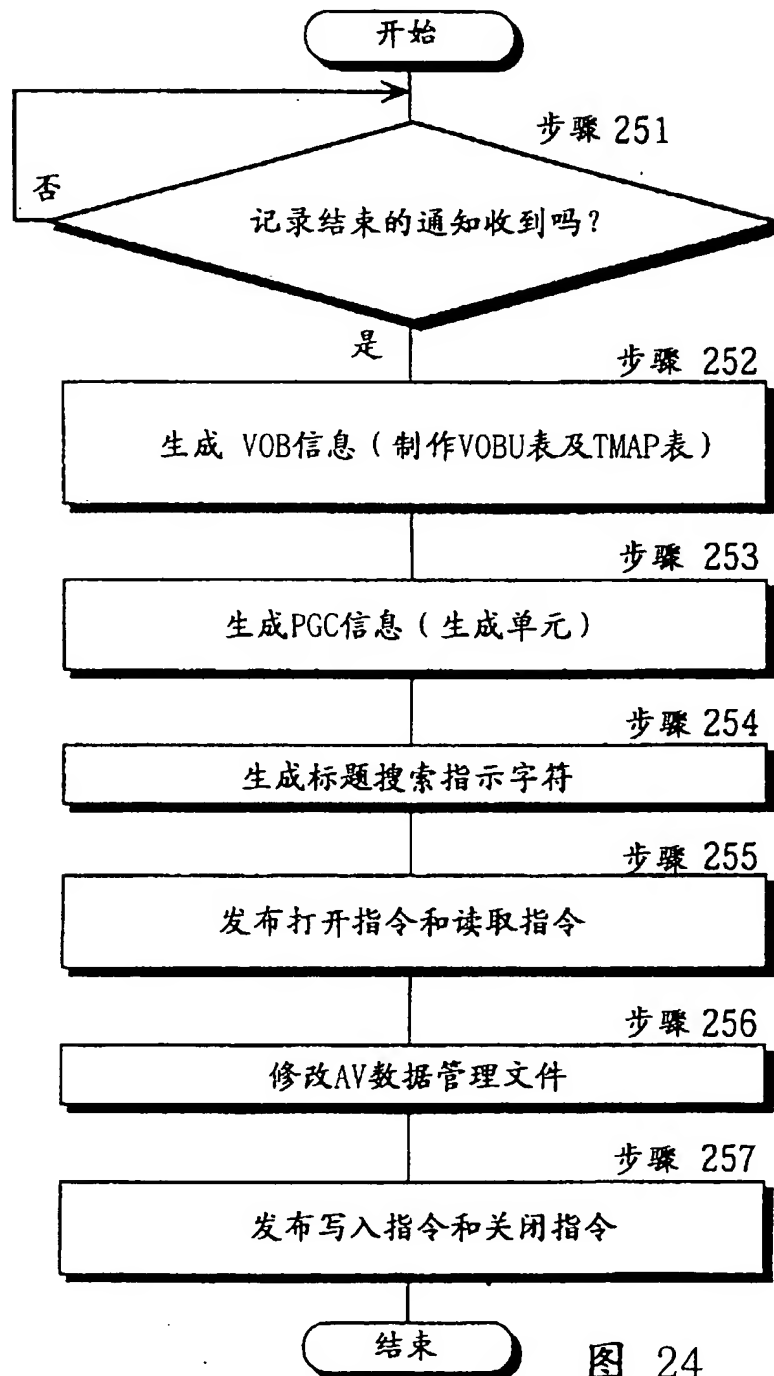 开始
步骤 251
否
记录结束的通知收到吗？
是
步骤 252
生成 VOB信息（制作VOBU表及TMAP表）
步骤 253
生成PGC信息（生成单元）
步骤 254
生成标题搜索指示字符
步骤 255
发布打开指令和读取指令
步骤 256
修改AV数据管理文件
步骤 257
发布写入指令和关闭指令
结束
图 24